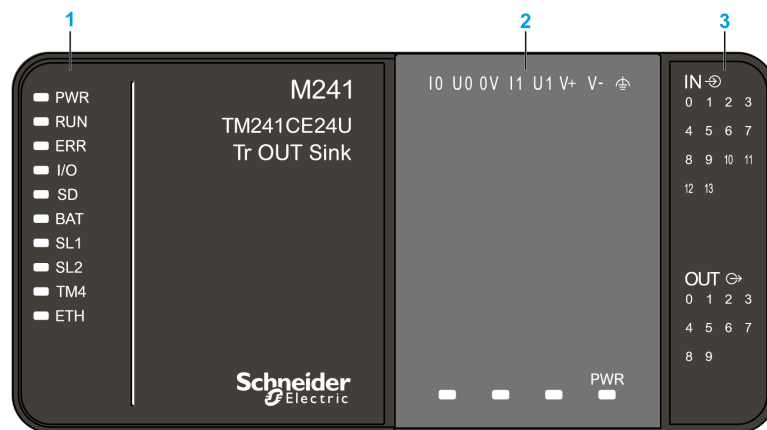 1 2 3
PWR
RUN
ERR
I/O
SD
BAT
SL1
SL2
TM4
ETH
M241
TM241CE24U
Tr OUT Sink
Schneider
Electric
I0 U0 0V I1 U1 V+ V-
PWR
IN
0 1 2 3
4 5 6 7
8 9 10 11
12 13
OUT
0 1 2 3
4 5 6 7
8 9